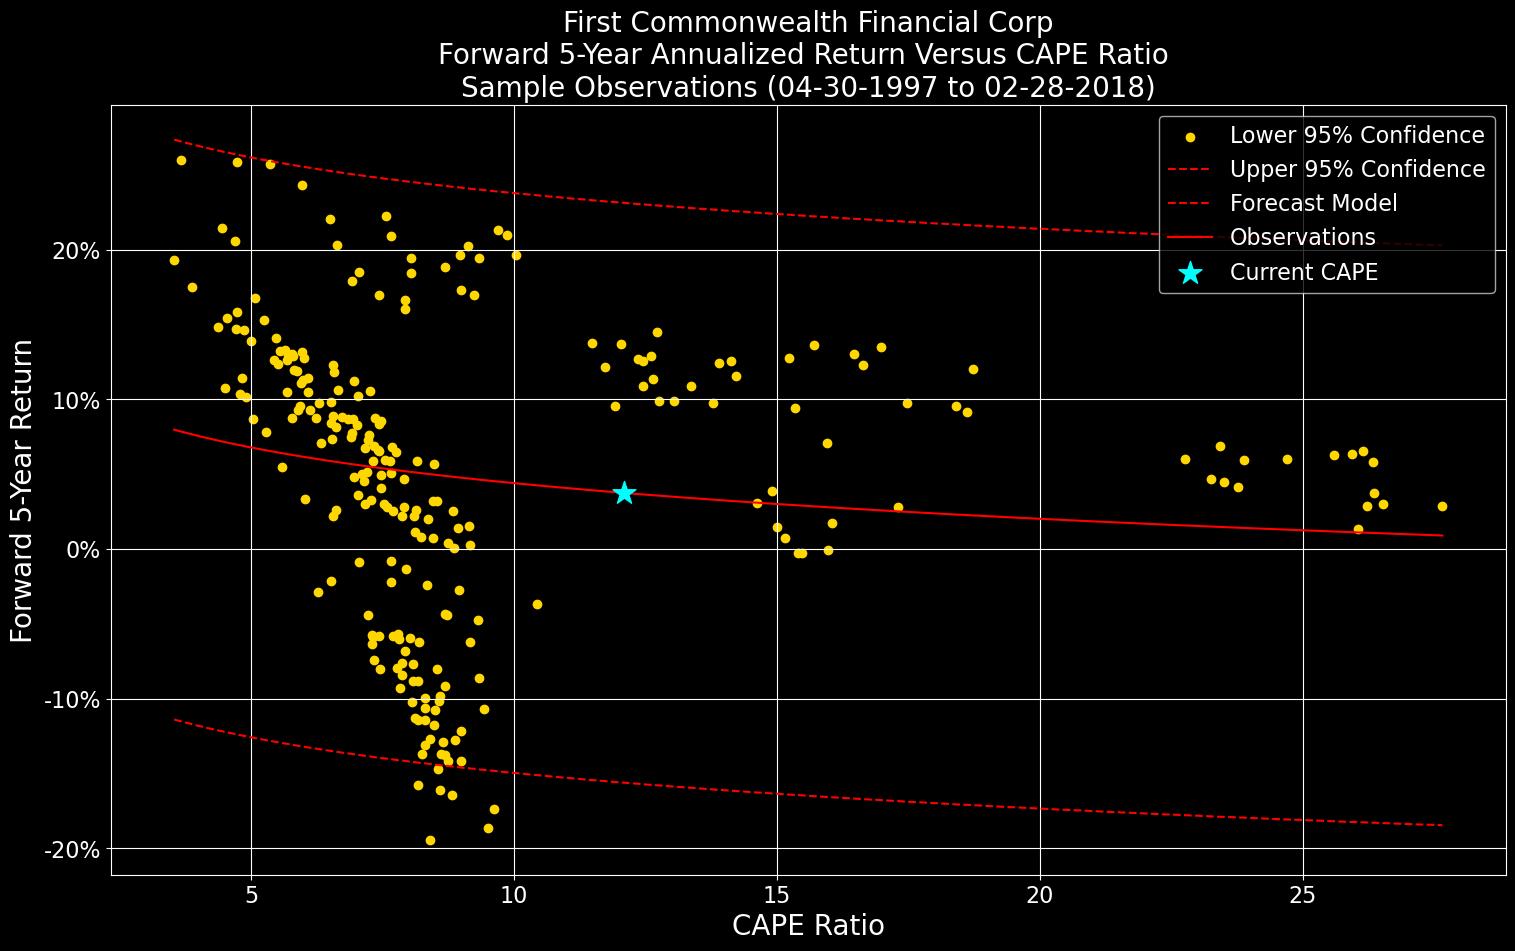 First Commonwealth Financial Corp
Forward 5-Year Annualized Return Versus CAPE Ratio
Sample Observations (04-30-1997 to 02-28-2018)
Lower 95% Confidence
Upper 95% Confidence
Forecast Model
Observations
Current CAPE
Forward 5-Year Return
20%
10%
0%
-10%
-20%
5
10
15
20
25
CAPE Ratio